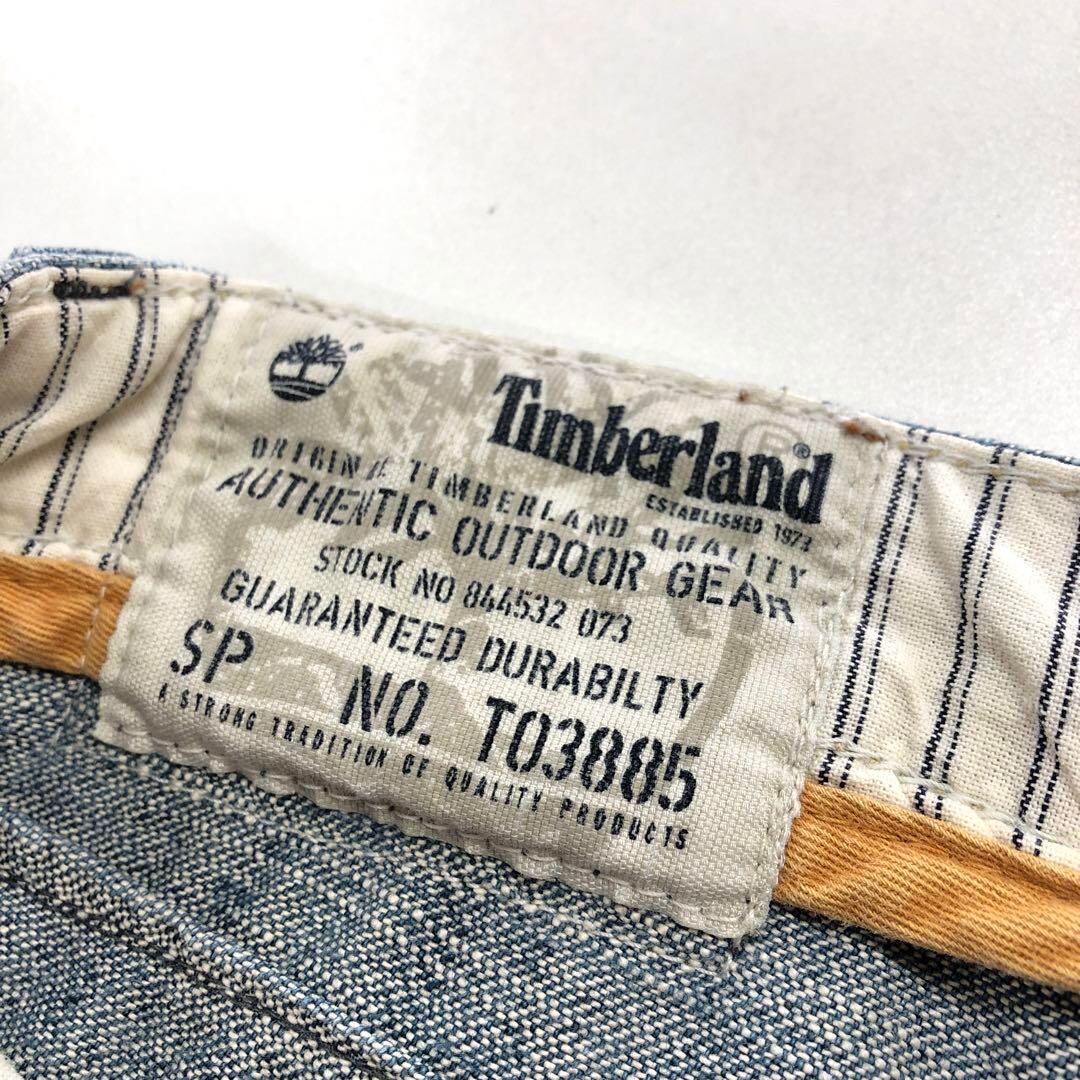 Timberland
ESTABLISHED 1973
ORIGINAL TIMBERLAND QUALITY
AUTHENTIC OUTDOOR GEAR
STOCK NO 844532 073
GUARANTEED DURABILTY
SP NO. T03885
A STRONG TRADITION OF QUALITY PRODUCTS